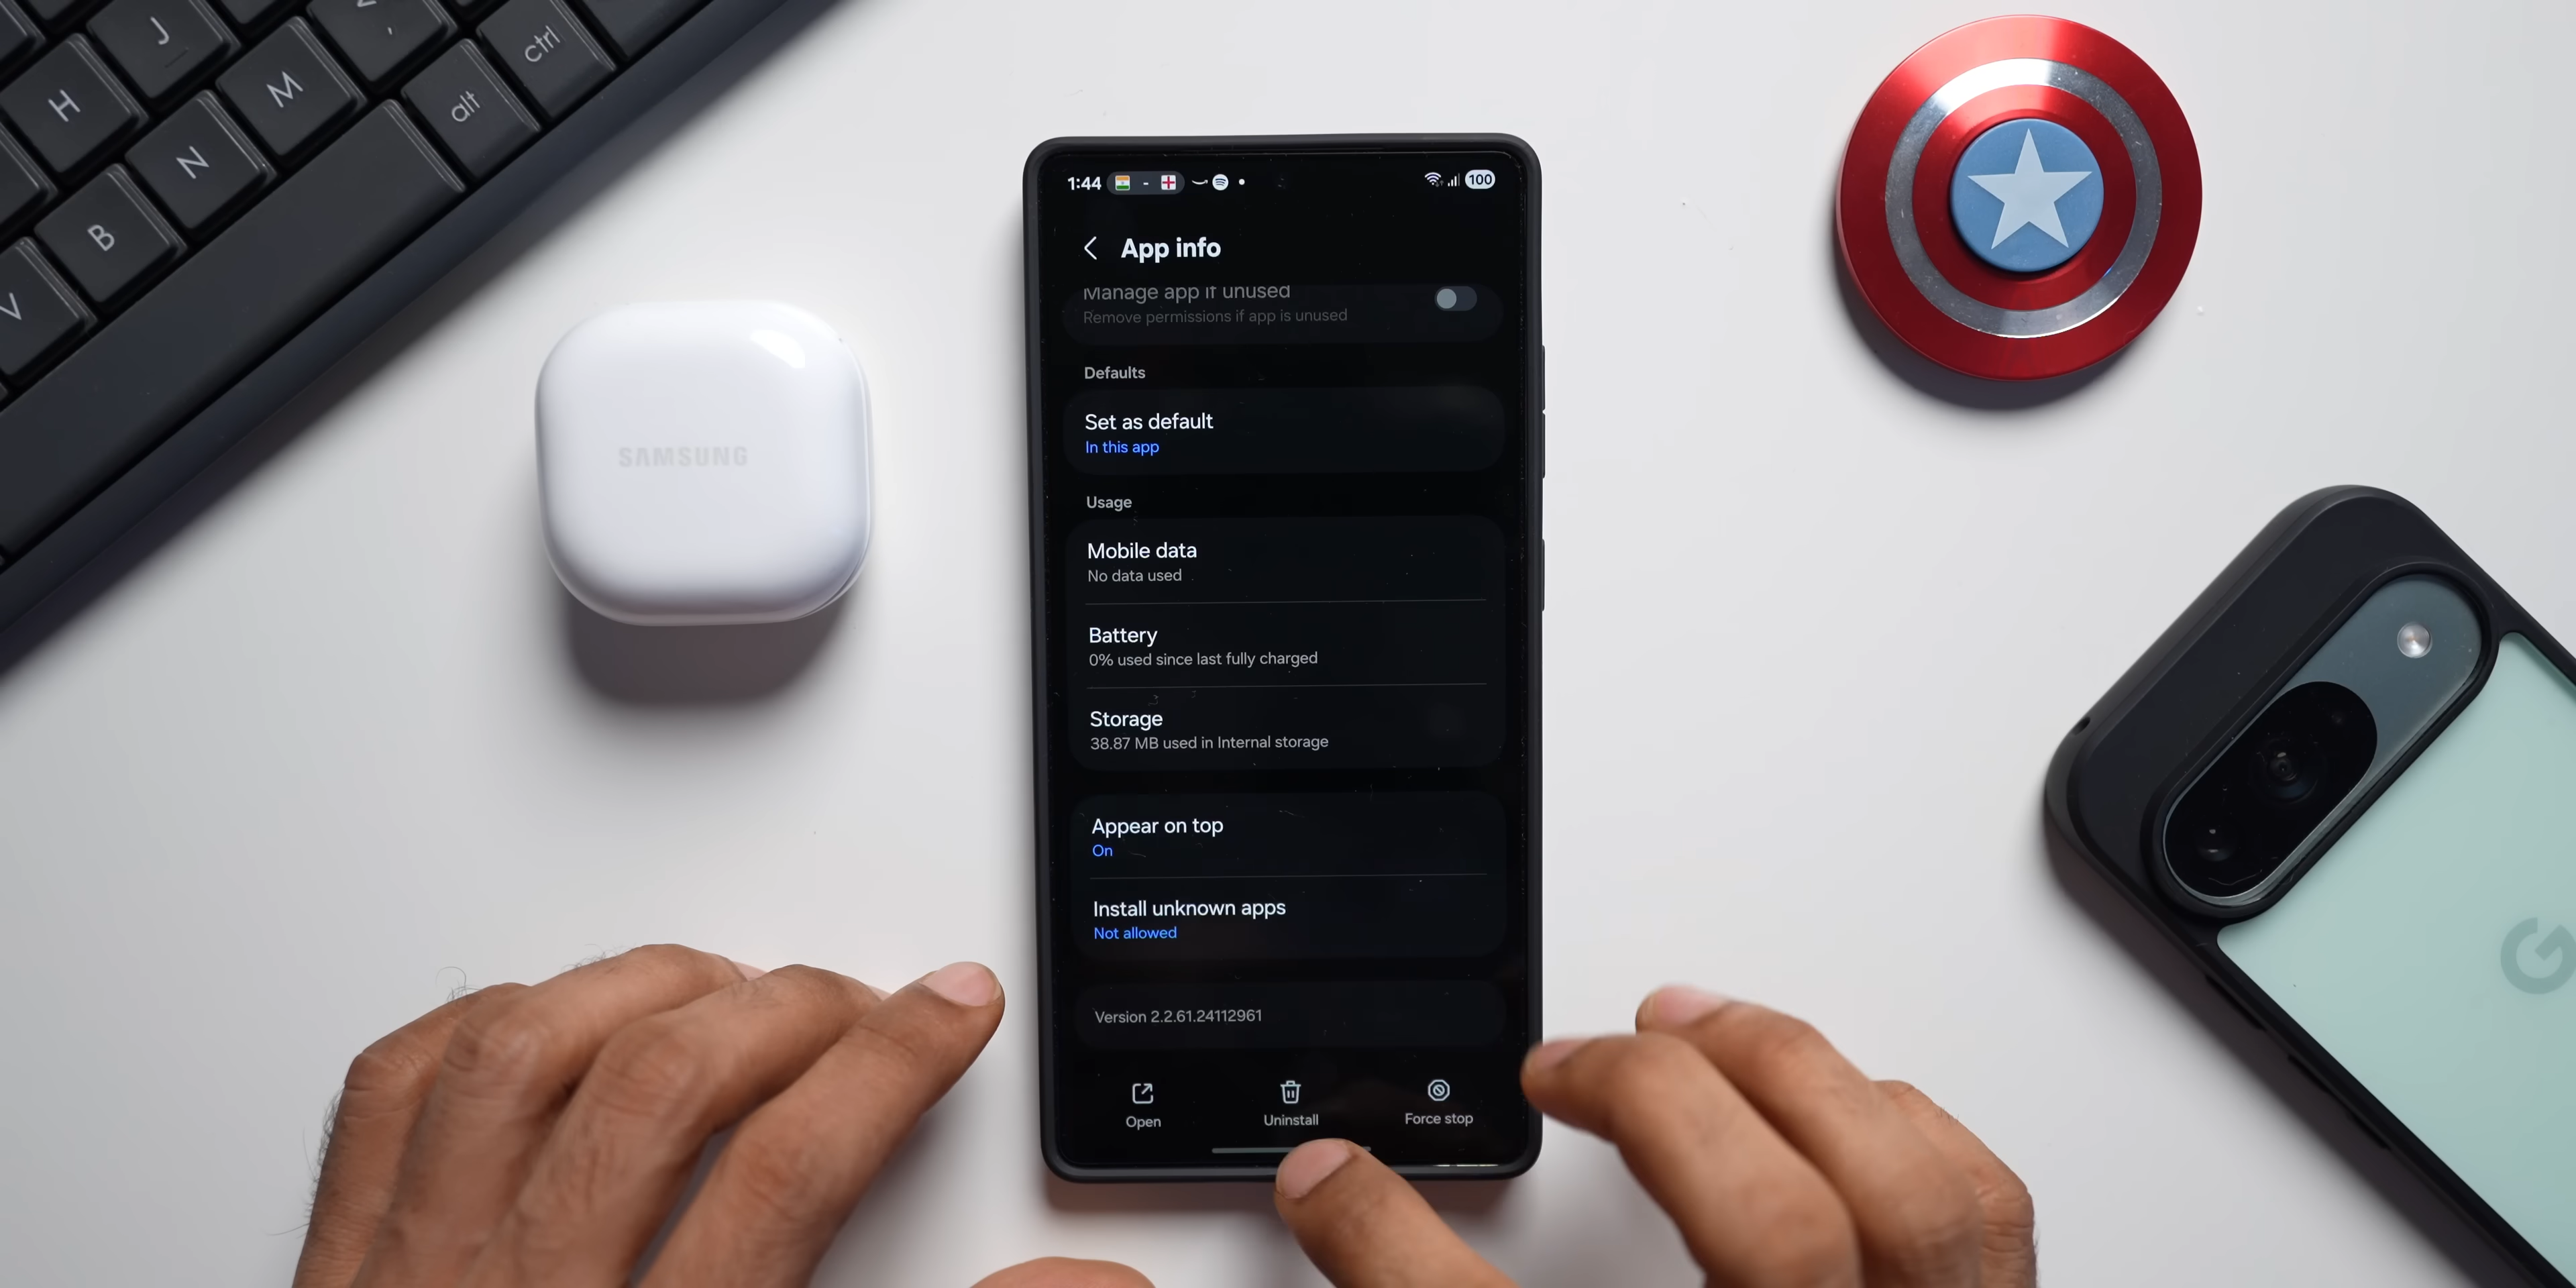 J
H
M
N
B
V
alt
ctrl
SAMSUNG
1:44
100
App info
Manage app if unused
Remove permissions if app is unused
Defaults
Set as default
In this app
Usage
Mobile data
No data used
Battery
0% used since last fully charged
Storage
38.87 MB used in Internal storage
Appear on top
On
Install unknown apps
Not allowed
Version 2.2.61.24112961
Open
Uninstall
Force stop
G